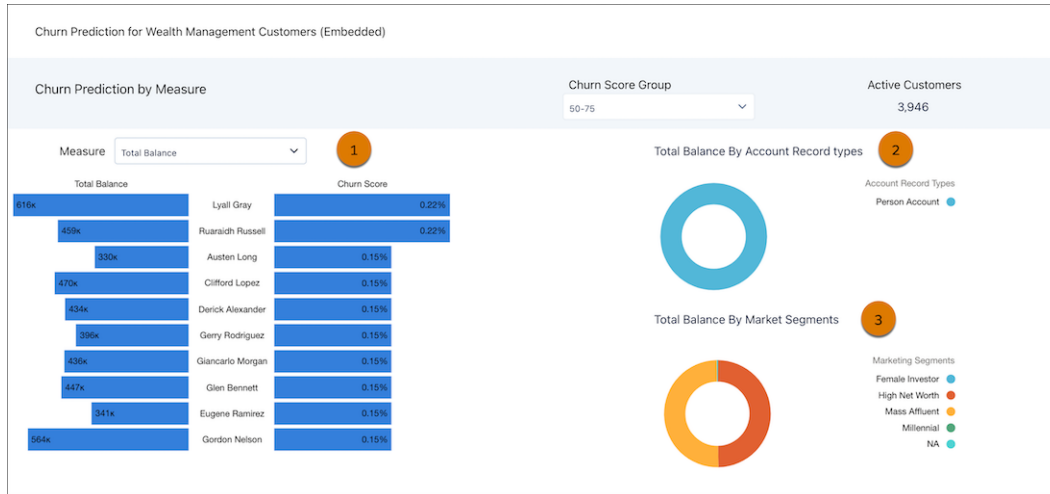 Churn Prediction for Wealth Management Customers (Embedded)
Churn Prediction by Measure
Churn Score Group
50-75
Active Customers
3,946
Measure
Total Balance
1
Total Balance
Churn Score
616K Lyall Gray 0.22%
459K Ruaraidh Russell 0.22%
330K Austen Long 0.15%
470K Clifford Lopez 0.15%
434K Derick Alexander 0.15%
396K Gerry Rodriguez 0.15%
436K Giancarlo Morgan 0.15%
447K Glen Bennett 0.15%
341K Eugene Ramirez 0.15%
564K Gordon Nelson 0.15%
Total Balance By Account Record types
2
Account Record Types
Person Account
Total Balance By Market Segments
3
Marketing Segments
Female Investor
High Net Worth
Mass Affluent
Millennial
NA